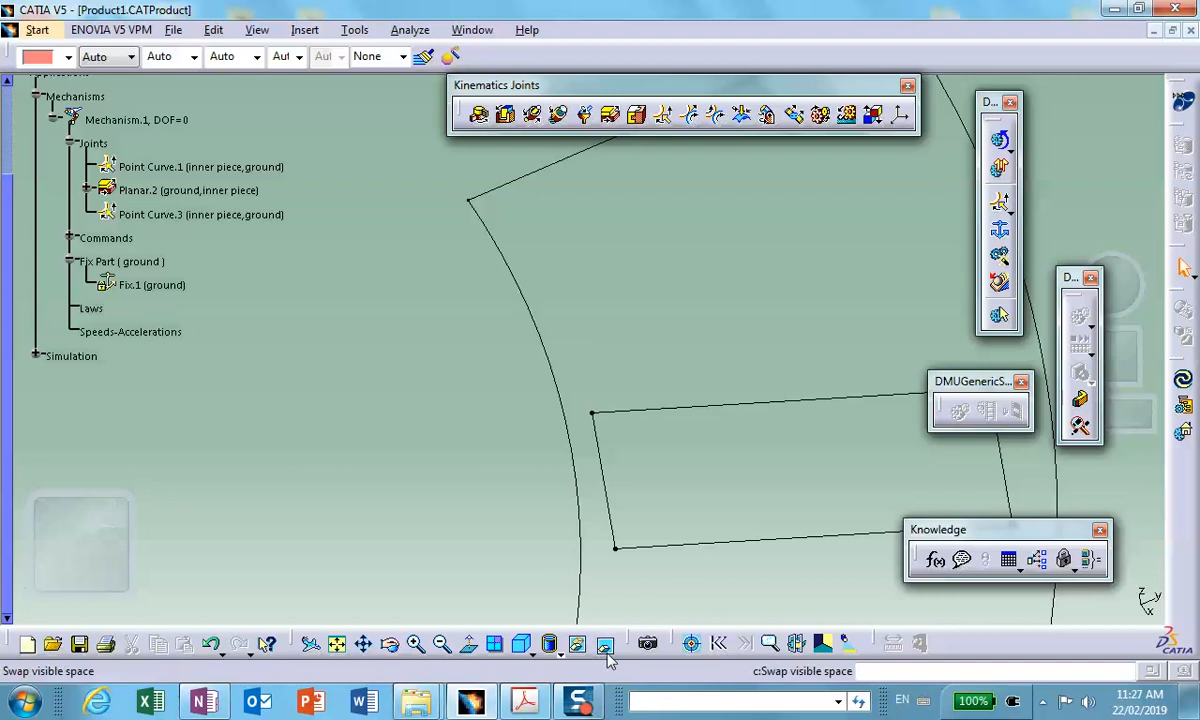 CATIA V5 - [Product1.CATProduct]
Start ENOVIA V5 VPM File Edit View Insert Tools Analyze Window Help
Auto Auto Auto Aut Aut None
Kinematics Joints
D...
Mechanisms
Mechanism.1, DOF=0
Joints
Point Curve.1 (inner piece,ground)
Planar.2 (ground,inner piece)
Point Curve.3 (inner piece,ground)
Commands
Fix Part ( ground )
Fix.1 (ground)
Laws
Speeds-Accelerations
Simulation
D...
DMUGenericS...
Knowledge
f(x)
z y
x
CATIA
Swap visible space
c:Swap visible space
EN
100%
11:27 AM
22/02/2019